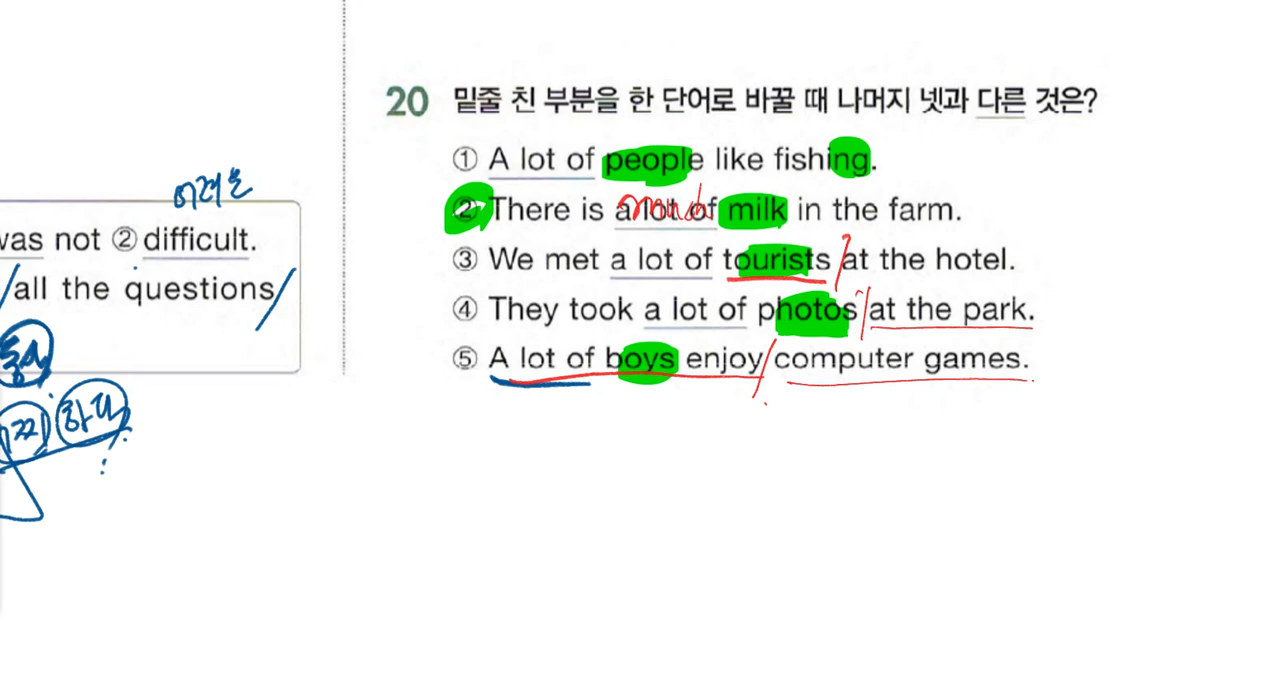 어려운
was not ② difficult.
all the questions
하다
20 밑줄 친 부분을 한 단어로 바꿀 때 나머지 넷과 다른 것은?
① A lot of people like fishing.
much
② There is a lot of milk in the farm.
③ We met a lot of tourists at the hotel.
④ They took a lot of photos at the park.
⑤ A lot of boys enjoy computer games.